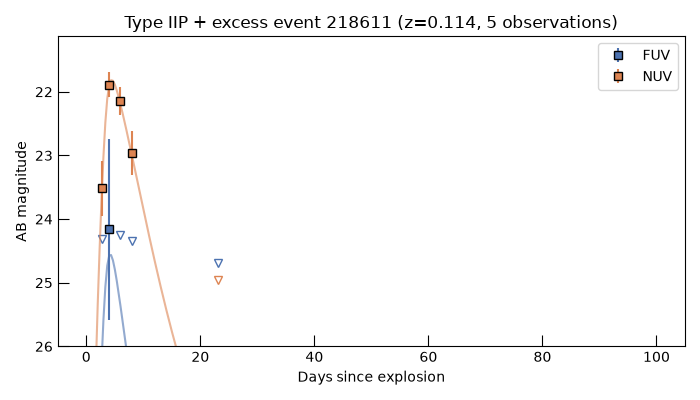 Type IIP + excess event 218611 (z=0.114, 5 observations)
FUV
NUV
AB magnitude
22
23
24
25
26
0 20 40 60 80 100
Days since explosion